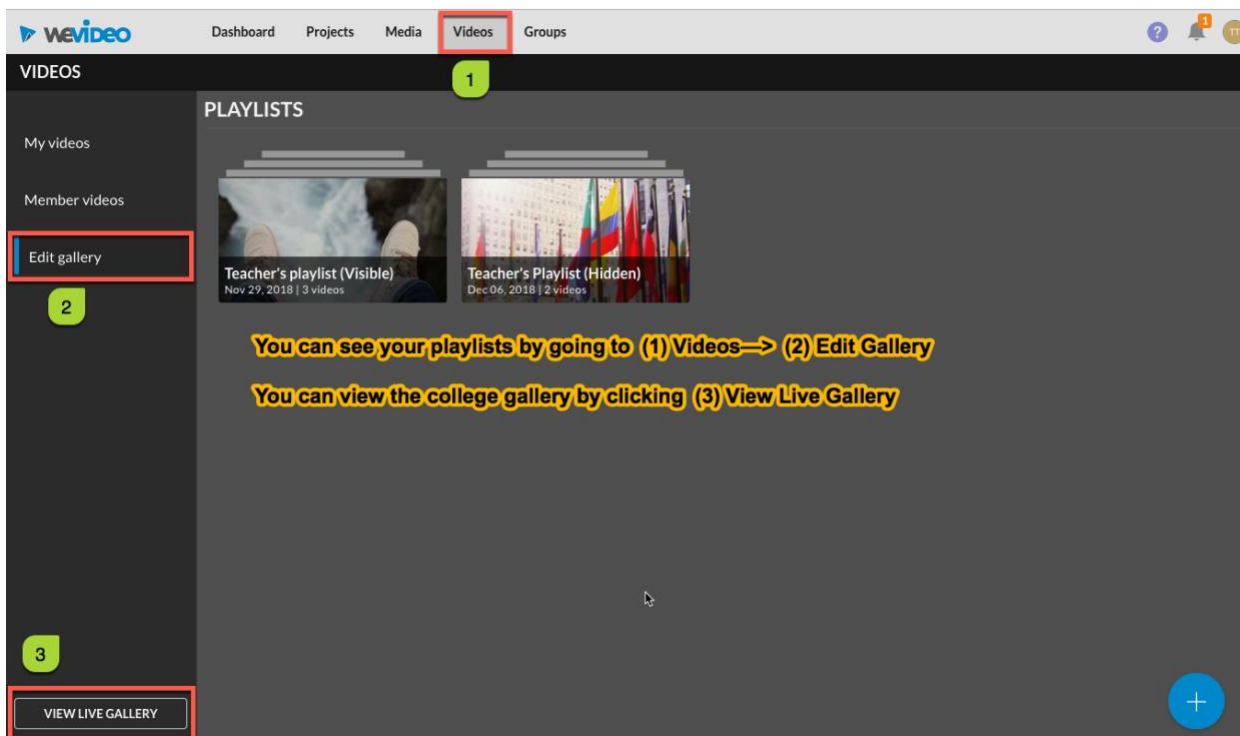 WEVIDEO
Dashboard Projects Media Videos Groups
? 1 TT
VIDEOS
1
PLAYLISTS
My videos
Member videos
Edit gallery
2
Teacher's playlist (Visible)
Nov 29, 2018 | 3 videos
Teacher's Playlist (Hidden)
Dec 06, 2018 | 2 videos
You can see your playlists by going to (1) Videos—> (2) Edit Gallery
You can view the college gallery by clicking (3) View Live Gallery
3
VIEW LIVE GALLERY
+